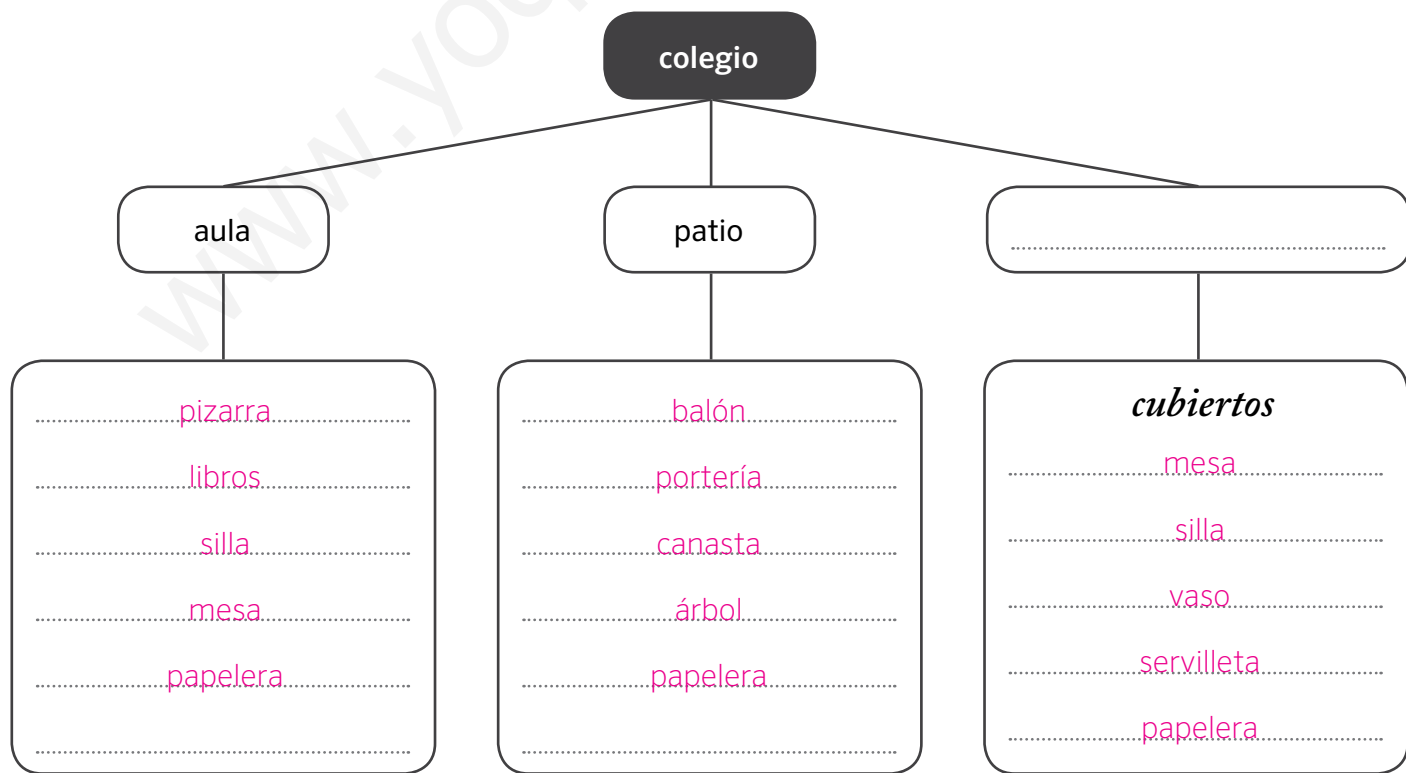 colegio
aula
patio
pizarra
libros
silla
mesa
papelera
balón
portería
canasta
árbol
papelera
cubiertos
mesa
silla
vaso
servilleta
papelera